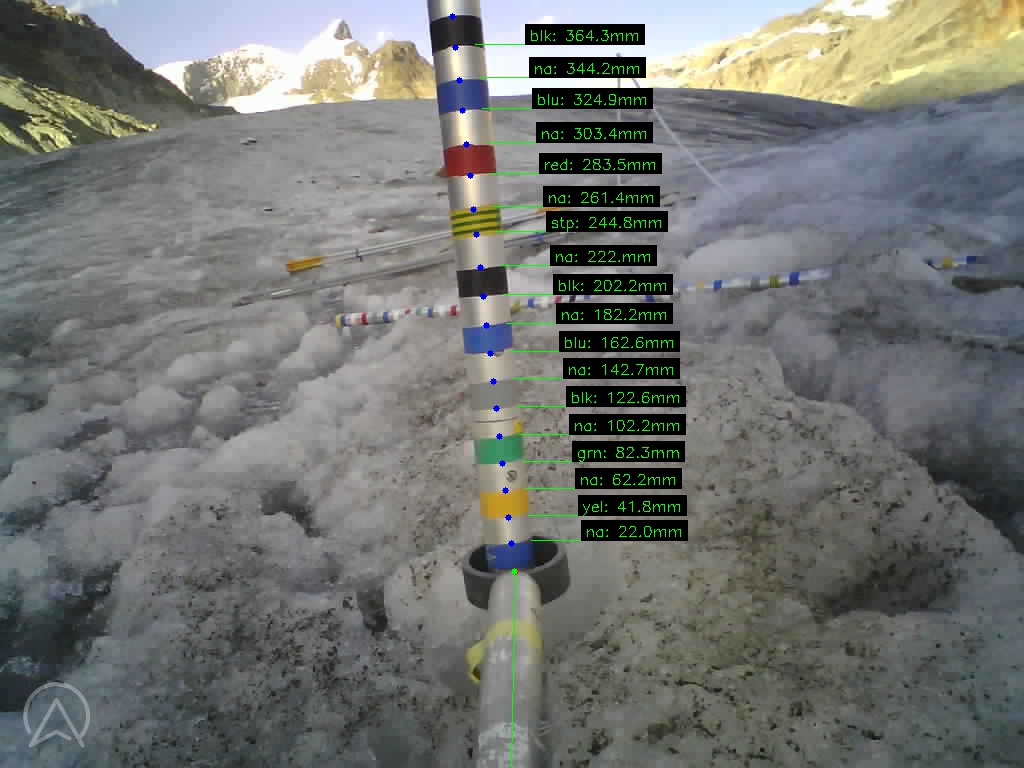 blk: 364.3mm
na: 344.2mm
blu: 324.9mm
na: 303.4mm
red: 283.5mm
na: 261.4mm
stp: 244.8mm
na: 222.mm
blk: 202.2mm
na: 182.2mm
blu: 162.6mm
na: 142.7mm
blk: 122.6mm
na: 102.2mm
grn: 82.3mm
na: 62.2mm
yel: 41.8mm
na: 22.0mm